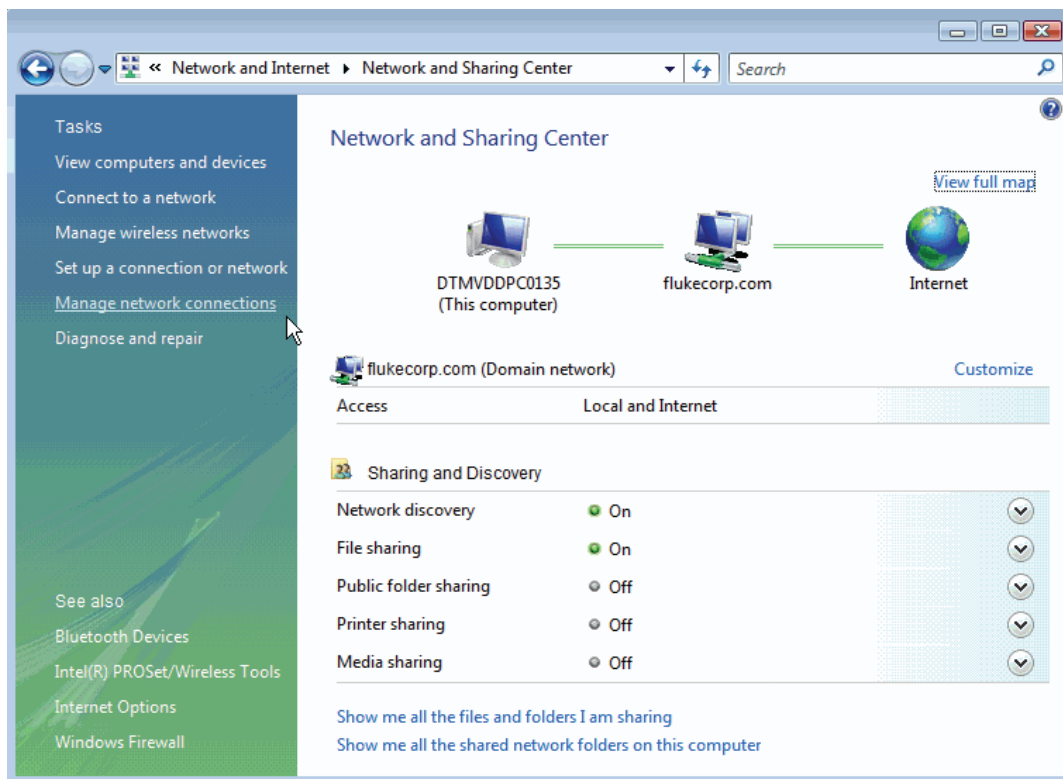 « Network and Internet ▸ Network and Sharing Center
Search
Tasks
View computers and devices
Connect to a network
Manage wireless networks
Set up a connection or network
Manage network connections
Diagnose and repair
See also
Bluetooth Devices
Intel(R) PROSet/Wireless Tools
Internet Options
Windows Firewall
Network and Sharing Center
View full map
DTMVDDPC0135
(This computer)
flukecorp.com
Internet
flukecorp.com (Domain network)
Customize
Access Local and Internet
Sharing and Discovery
Network discovery On
File sharing On
Public folder sharing Off
Printer sharing Off
Media sharing Off
Show me all the files and folders I am sharing
Show me all the shared network folders on this computer